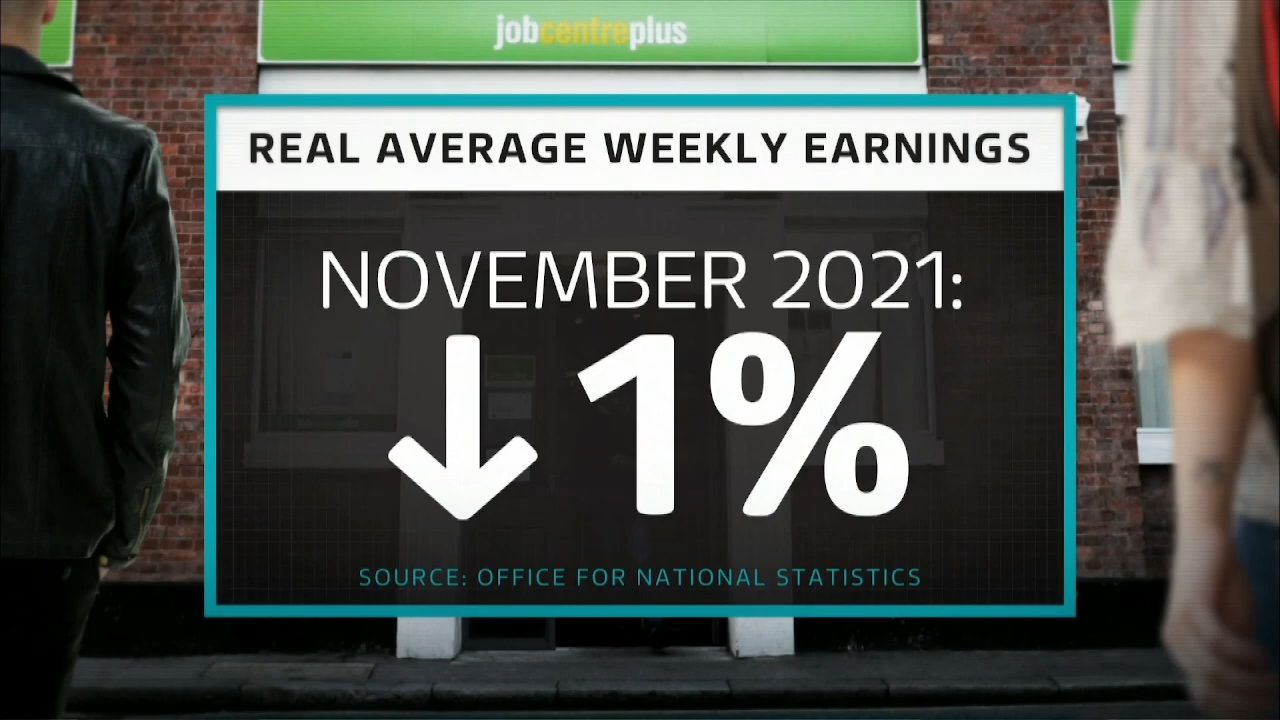 jobcentreplus
REAL AVERAGE WEEKLY EARNINGS
NOVEMBER 2021:
↓1%
SOURCE: OFFICE FOR NATIONAL STATISTICS